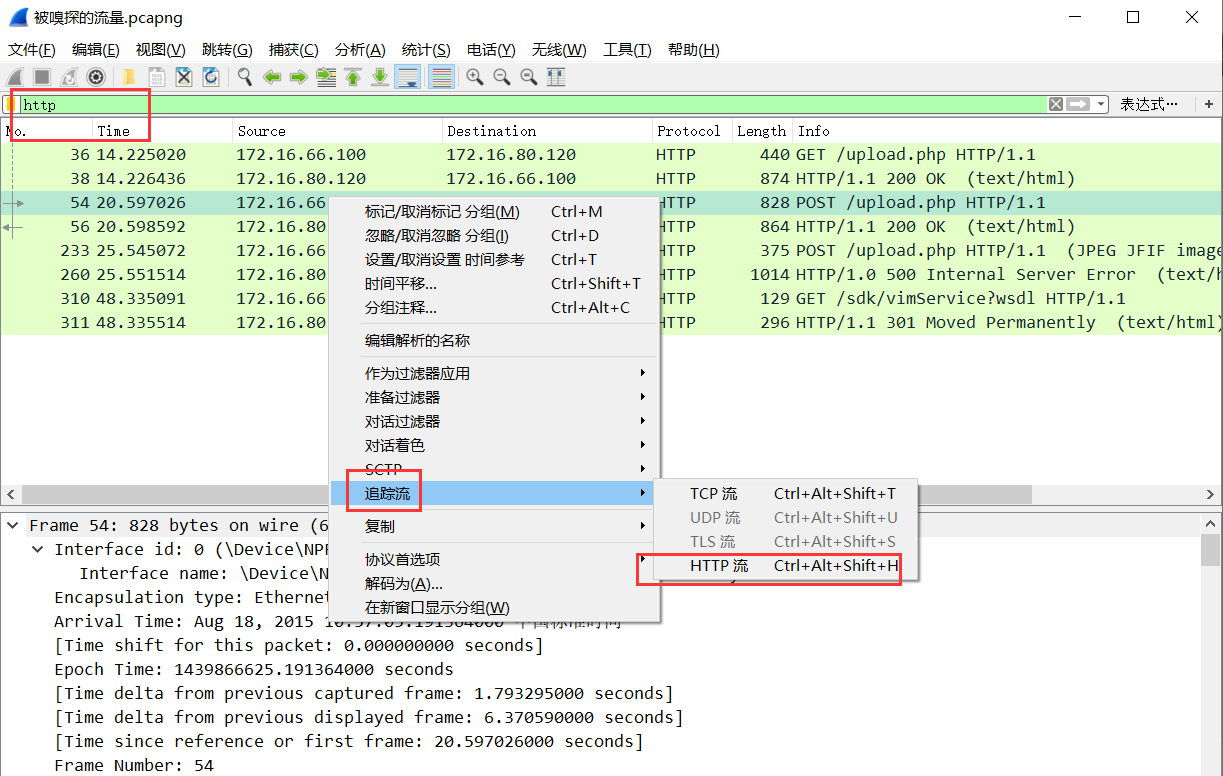 被嗅探的流量.pcapng
文件(F) 编辑(E) 视图(V) 跳转(G) 捕获(C) 分析(A) 统计(S) 电话(Y) 无线(W) 工具(T) 帮助(H)
http 表达式… +
No. Time Source Destination Protocol Length Info
36 14.225020 172.16.66.100 172.16.80.120 HTTP 440 GET /upload.php HTTP/1.1
38 14.226436 172.16.80.120 172.16.66.100 HTTP 874 HTTP/1.1 200 OK (text/html)
54 20.597026 172.16.66 HTTP 828 POST /upload.php HTTP/1.1
56 20.598592 172.16.80 HTTP 864 HTTP/1.1 200 OK (text/html)
233 25.545072 172.16.66 HTTP 375 POST /upload.php HTTP/1.1 (JPEG JFIF image
260 25.551514 172.16.80 HTTP 1014 HTTP/1.0 500 Internal Server Error (text/h
310 48.335091 172.16.66 HTTP 129 GET /sdk/vimService?wsdl HTTP/1.1
311 48.335514 172.16.80 HTTP 296 HTTP/1.1 301 Moved Permanently (text/html)
标记/取消标记 分组(M) Ctrl+M
忽略/取消忽略 分组(I) Ctrl+D
设置/取消设置 时间参考 Ctrl+T
时间平移... Ctrl+Shift+T
分组注释... Ctrl+Alt+C
编辑解析的名称
作为过滤器应用
准备过滤器
对话过滤器
对话着色
SCTP
追踪流
复制
协议首选项
解码为(A)...
在新窗口显示分组(W)
TCP 流 Ctrl+Alt+Shift+T
UDP 流 Ctrl+Alt+Shift+U
TLS 流 Ctrl+Alt+Shift+S
HTTP 流 Ctrl+Alt+Shift+H
Frame 54: 828 bytes on wire (6
Interface id: 0 (\Device\NPF
Interface name: \Device\N
Encapsulation type: Ethernet
Arrival Time: Aug 18, 2015 10:57:05.191364000 中国标准时间
[Time shift for this packet: 0.000000000 seconds]
Epoch Time: 1439866625.191364000 seconds
[Time delta from previous captured frame: 1.793295000 seconds]
[Time delta from previous displayed frame: 6.370590000 seconds]
[Time since reference or first frame: 20.597026000 seconds]
Frame Number: 54